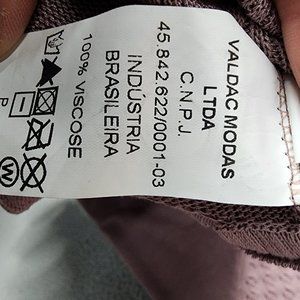 VALDAC MODAS
LTDA
C.N.P.J.
45.842.622/0001-03
INDÚSTRIA
BRASILEIRA
100% VISCOSE
P
W